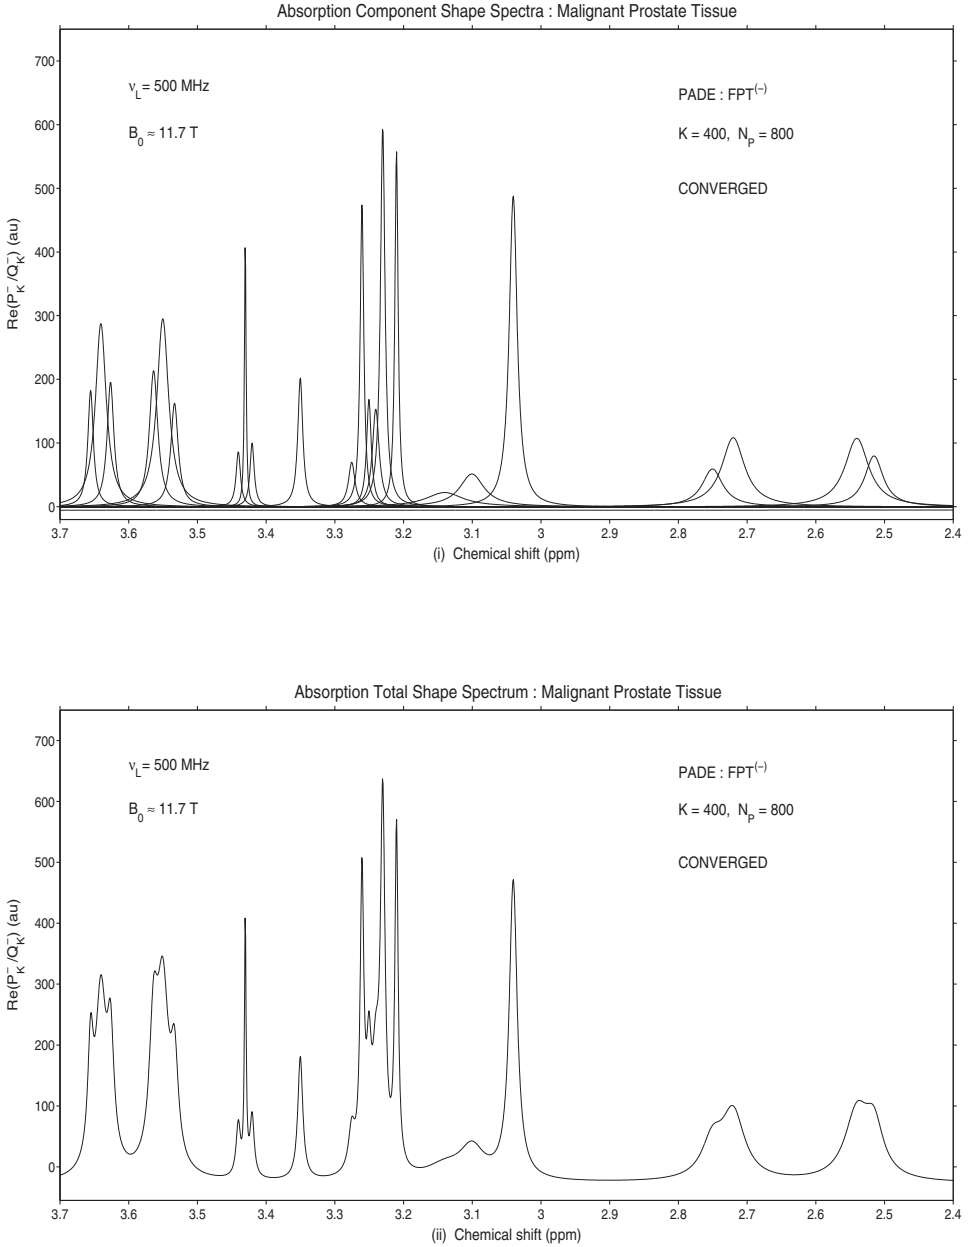 Absorption Component Shape Spectra : Malignant Prostate Tissue
700
600
500
400
300
200
100
0
Re(P_K^-/Q_K^-) (au)
ν_L = 500 MHz
B_0 ≈ 11.7 T
PADE : FPT^(−)
K = 400, N_P = 800
CONVERGED
3.7 3.6 3.5 3.4 3.3 3.2 3.1 3 2.9 2.8 2.7 2.6 2.5 2.4
(i) Chemical shift (ppm)
Absorption Total Shape Spectrum : Malignant Prostate Tissue
700
600
500
400
300
200
100
0
Re(P_K^-/Q_K^-) (au)
ν_L = 500 MHz
B_0 ≈ 11.7 T
PADE : FPT^(−)
K = 400, N_P = 800
CONVERGED
3.7 3.6 3.5 3.4 3.3 3.2 3.1 3 2.9 2.8 2.7 2.6 2.5 2.4
(ii) Chemical shift (ppm)